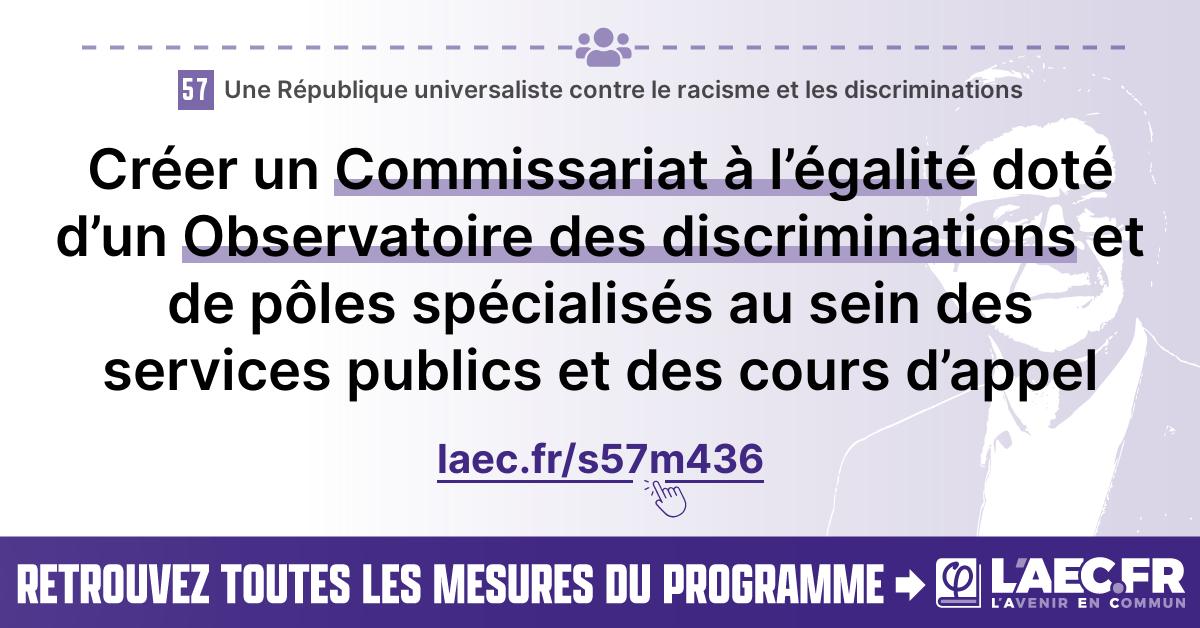 57 Une République universaliste contre le racisme et les discriminations
Créer un Commissariat à l’égalité doté
d’un Observatoire des discriminations et
de pôles spécialisés au sein des
services publics et des cours d’appel
laec.fr/s57m436
RETROUVEZ TOUTES LES MESURES DU PROGRAMME
φ L'AEC.FR
L'AVENIR EN COMMUN